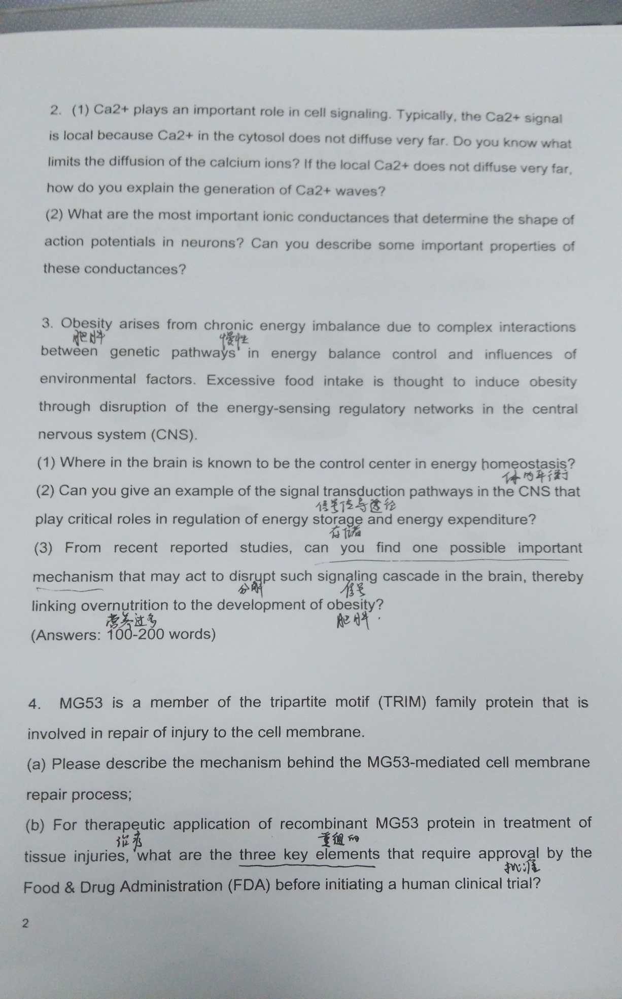 2. (1) Ca2+ plays an important role in cell signaling. Typically, the Ca2+ signal
is local because Ca2+ in the cytosol does not diffuse very far. Do you know what
limits the diffusion of the calcium ions? If the local Ca2+ does not diffuse very far,
how do you explain the generation of Ca2+ waves?
(2) What are the most important ionic conductances that determine the shape of
action potentials in neurons? Can you describe some important properties of
these conductances?
3. Obesity arises from chronic energy imbalance due to complex interactions
肥胖 慢性
between genetic pathways in energy balance control and influences of
environmental factors. Excessive food intake is thought to induce obesity
through disruption of the energy-sensing regulatory networks in the central
nervous system (CNS).
(1) Where in the brain is known to be the control center in energy homeostasis?
体内平衡
(2) Can you give an example of the signal transduction pathways in the CNS that
信号传导途径
play critical roles in regulation of energy storage and energy expenditure?
存储
(3) From recent reported studies, can you find one possible important
mechanism that may act to disrupt such signaling cascade in the brain, thereby
分解 信号
linking overnutrition to the development of obesity?
营养过多 肥胖.
(Answers: 100-200 words)
4. MG53 is a member of the tripartite motif (TRIM) family protein that is
involved in repair of injury to the cell membrane.
(a) Please describe the mechanism behind the MG53-mediated cell membrane
repair process;
(b) For therapeutic application of recombinant MG53 protein in treatment of
治疗 重组的
tissue injuries, what are the three key elements that require approval by the
批准
Food & Drug Administration (FDA) before initiating a human clinical trial?
2